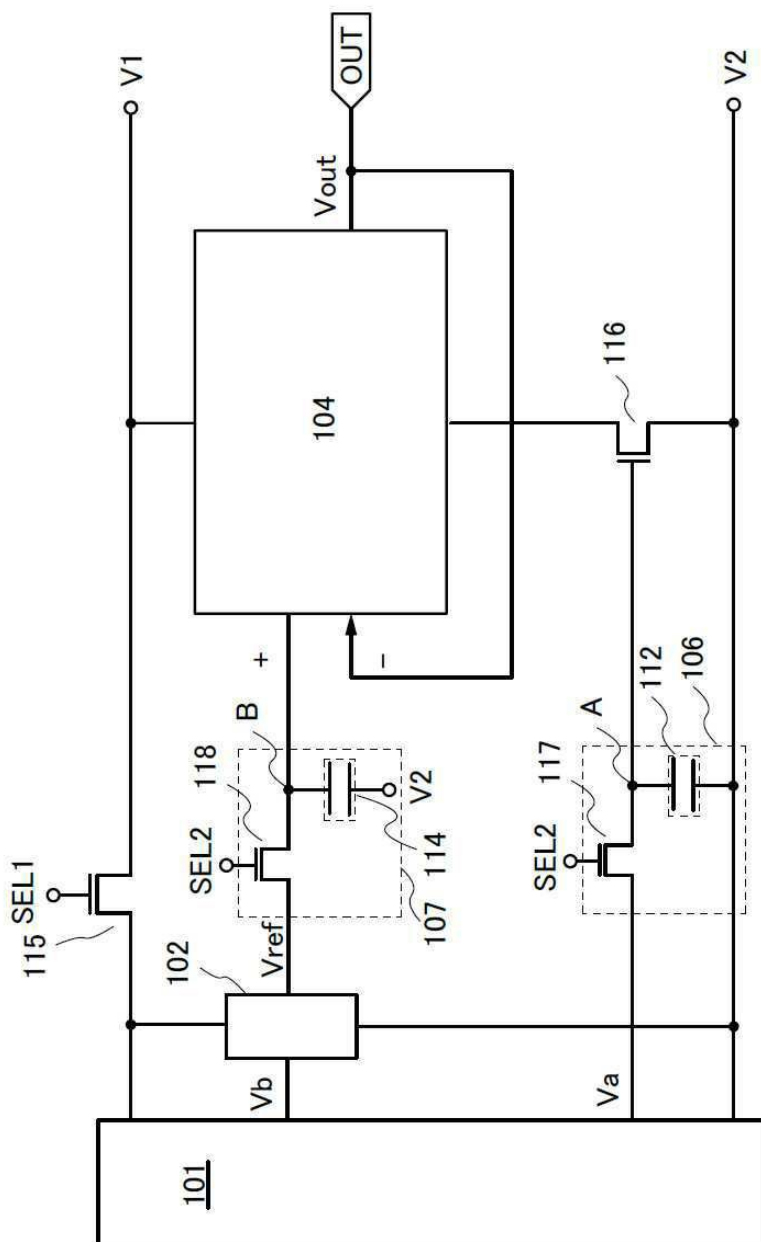 SEL1
115
V1
101
102
Vb
Vref
SEL2
118
B
+
−
104
Vout
OUT
107
114
V2
Va
SEL2
117
A
112
106
116
V2